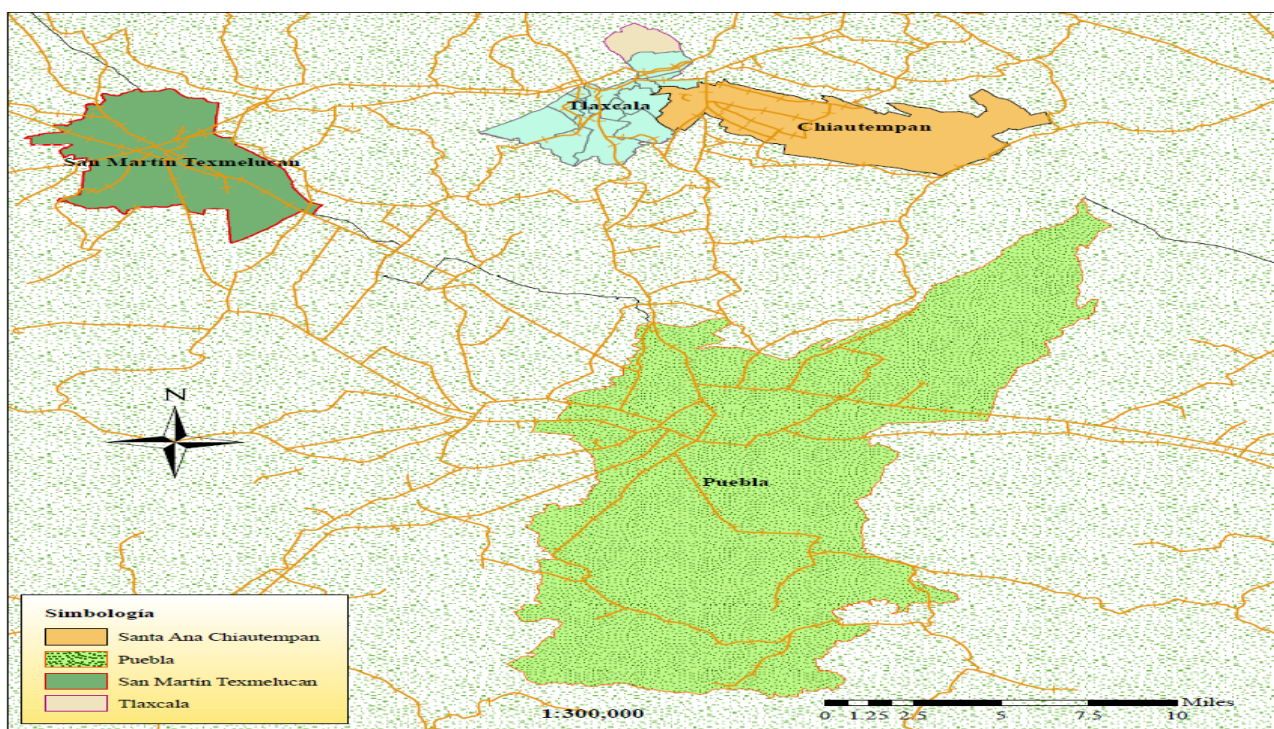 Tlaxcala
Chiautempan
San Martín Texmelucan
N
Puebla
Simbología
Santa Ana Chiautempan
Puebla
San Martín Texmelucan
Tlaxcala
1:300,000
Miles
0 1.25 2.5 5 7.5 10